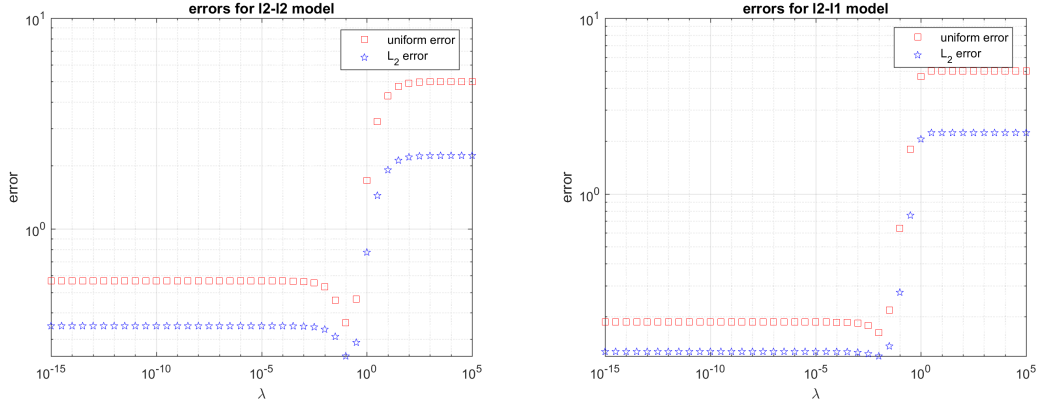 errors for l2-l2 model
uniform error
L2 error
error
10^1
10^0
10^-15
10^-10
10^-5
10^0
10^5
λ
errors for l2-l1 model
uniform error
L2 error
error
10^1
10^0
10^-15
10^-10
10^-5
10^0
10^5
λ